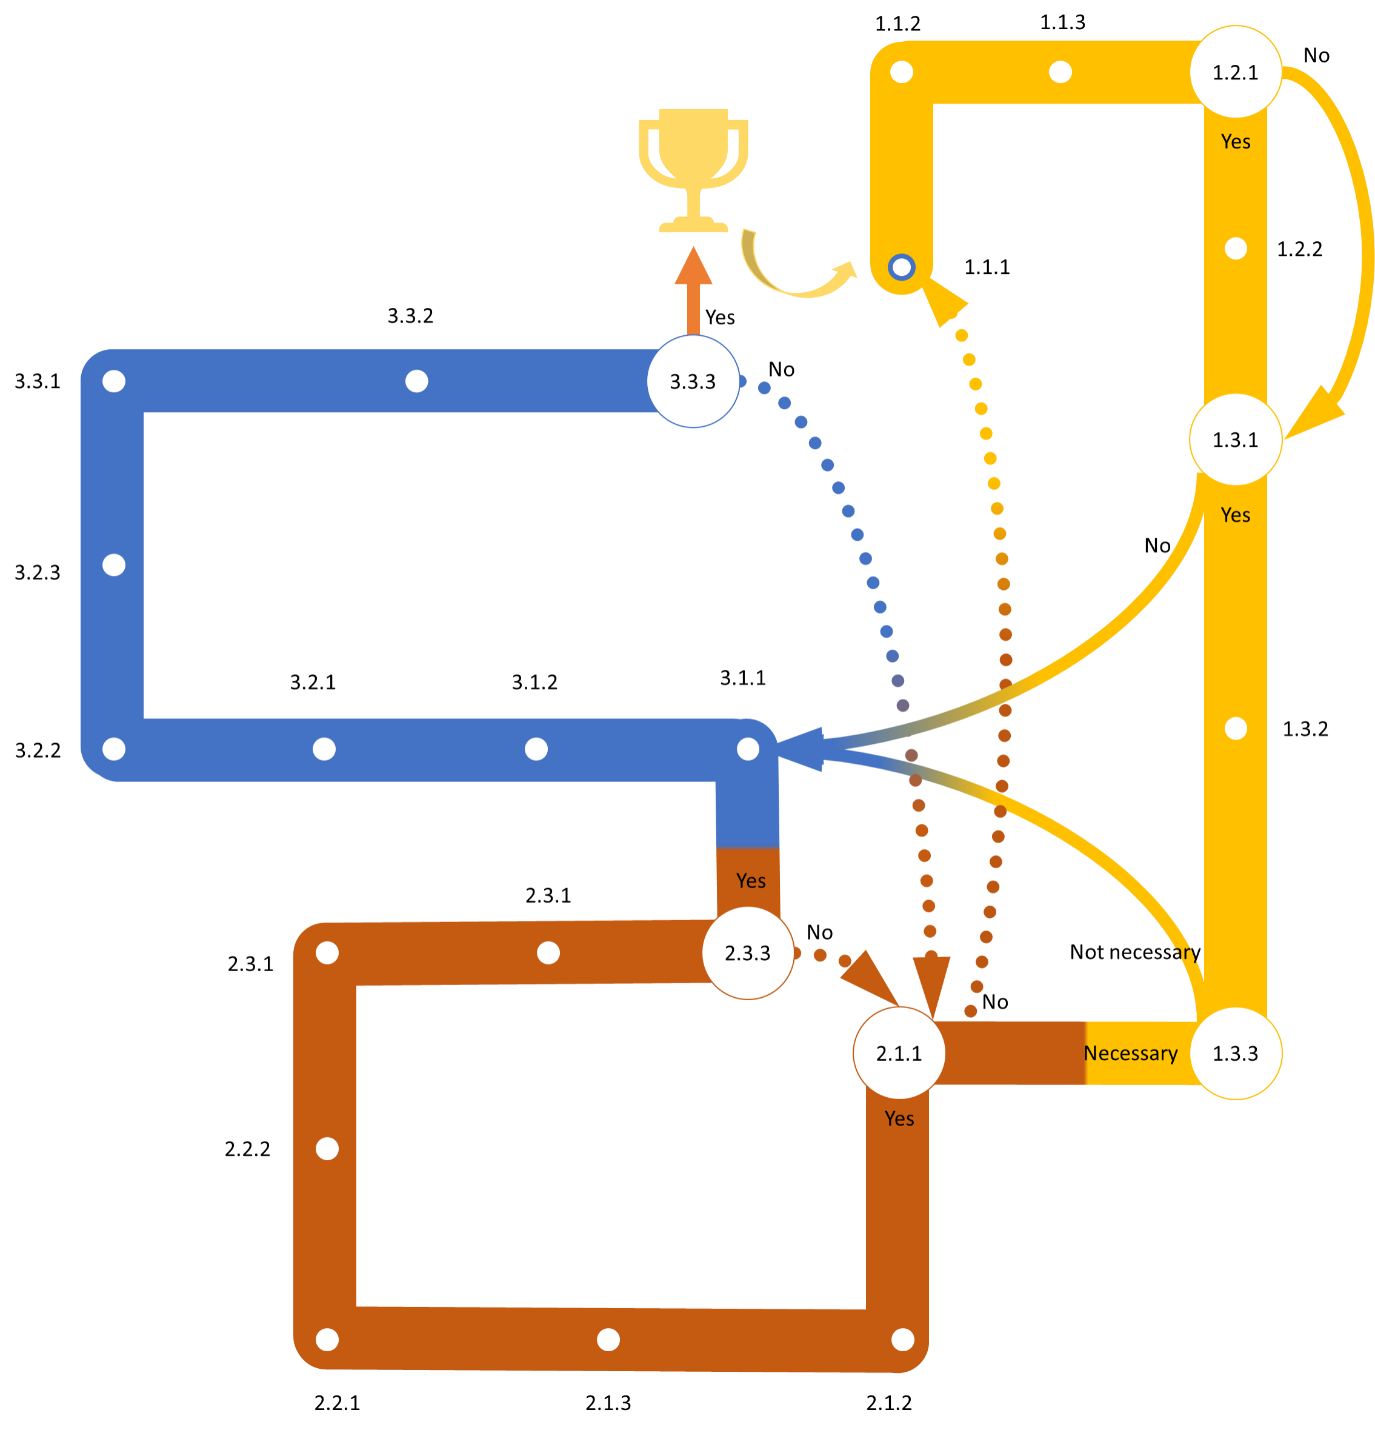 1.1.2
1.1.3
1.2.1
No
Yes
1.2.2
1.1.1
3.3.2
Yes
3.3.1
3.3.3
No
1.3.1
Yes
No
3.2.3
3.2.1
3.1.2
3.1.1
3.2.2
1.3.2
Yes
2.3.1
No
2.3.1
2.3.3
Not necessary
No
2.1.1
Necessary
1.3.3
Yes
2.2.2
2.2.1
2.1.3
2.1.2